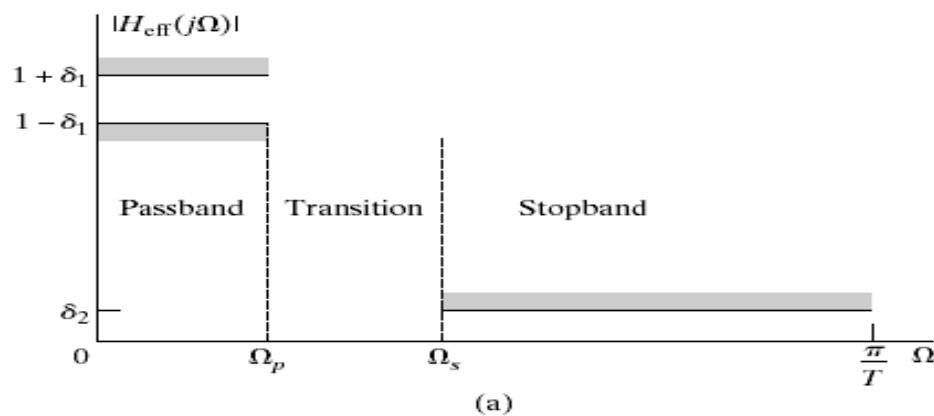 |H_eff(jΩ)|
1 + δ₁
1 − δ₁
Passband Transition Stopband
δ₂
0 Ω_p Ω_s π/T Ω
(a)